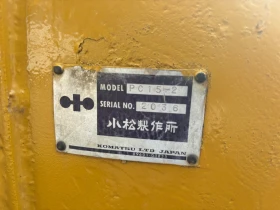 MODEL PC15-2
SERIAL NO. 2036
小松製作所
KOMATSU LTD JAPAN